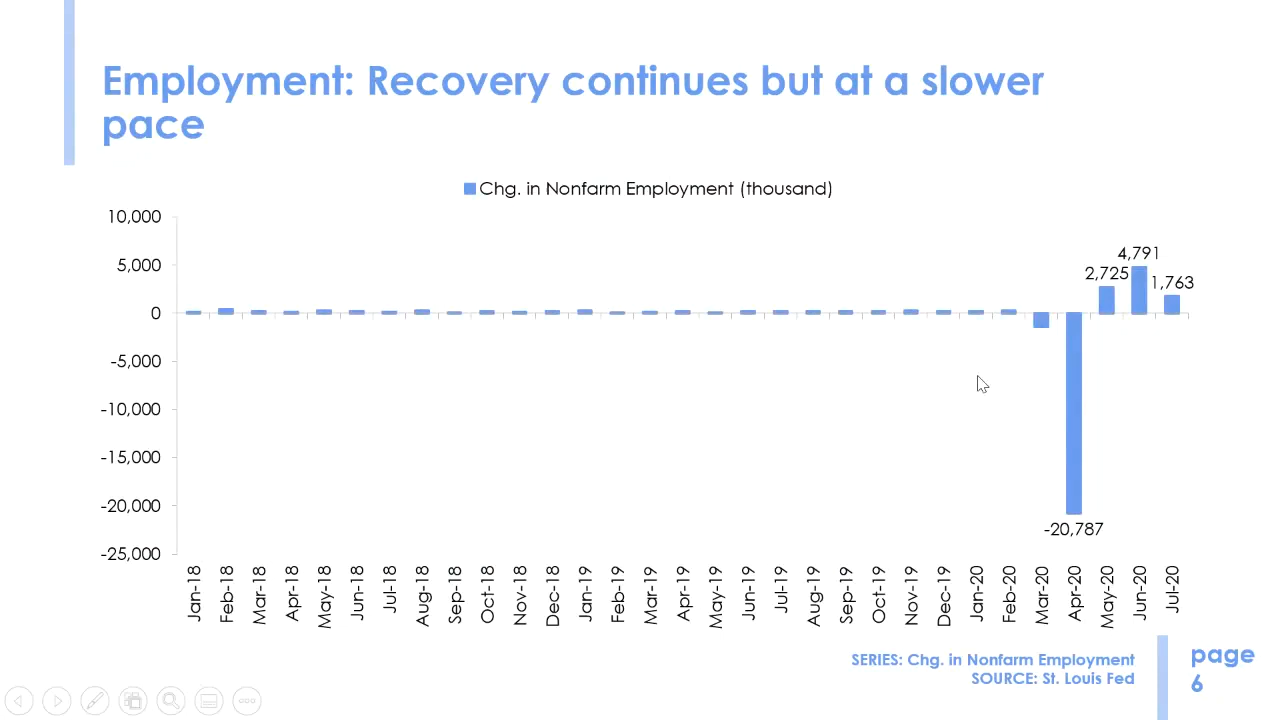 Employment: Recovery continues but at a slower
pace
Chg. in Nonfarm Employment (thousand)
10,000
5,000
0
-5,000
-10,000
-15,000
-20,000
-25,000
4,791
2,725
1,763
-20,787
Jan-18
Feb-18
Mar-18
Apr-18
May-18
Jun-18
Jul-18
Aug-18
Sep-18
Oct-18
Nov-18
Dec-18
Jan-19
Feb-19
Mar-19
Apr-19
May-19
Jun-19
Jul-19
Aug-19
Sep-19
Oct-19
Nov-19
Dec-19
Jan-20
Feb-20
Mar-20
Apr-20
May-20
Jun-20
Jul-20
SERIES: Chg. in Nonfarm Employment
SOURCE: St. Louis Fed
page
6